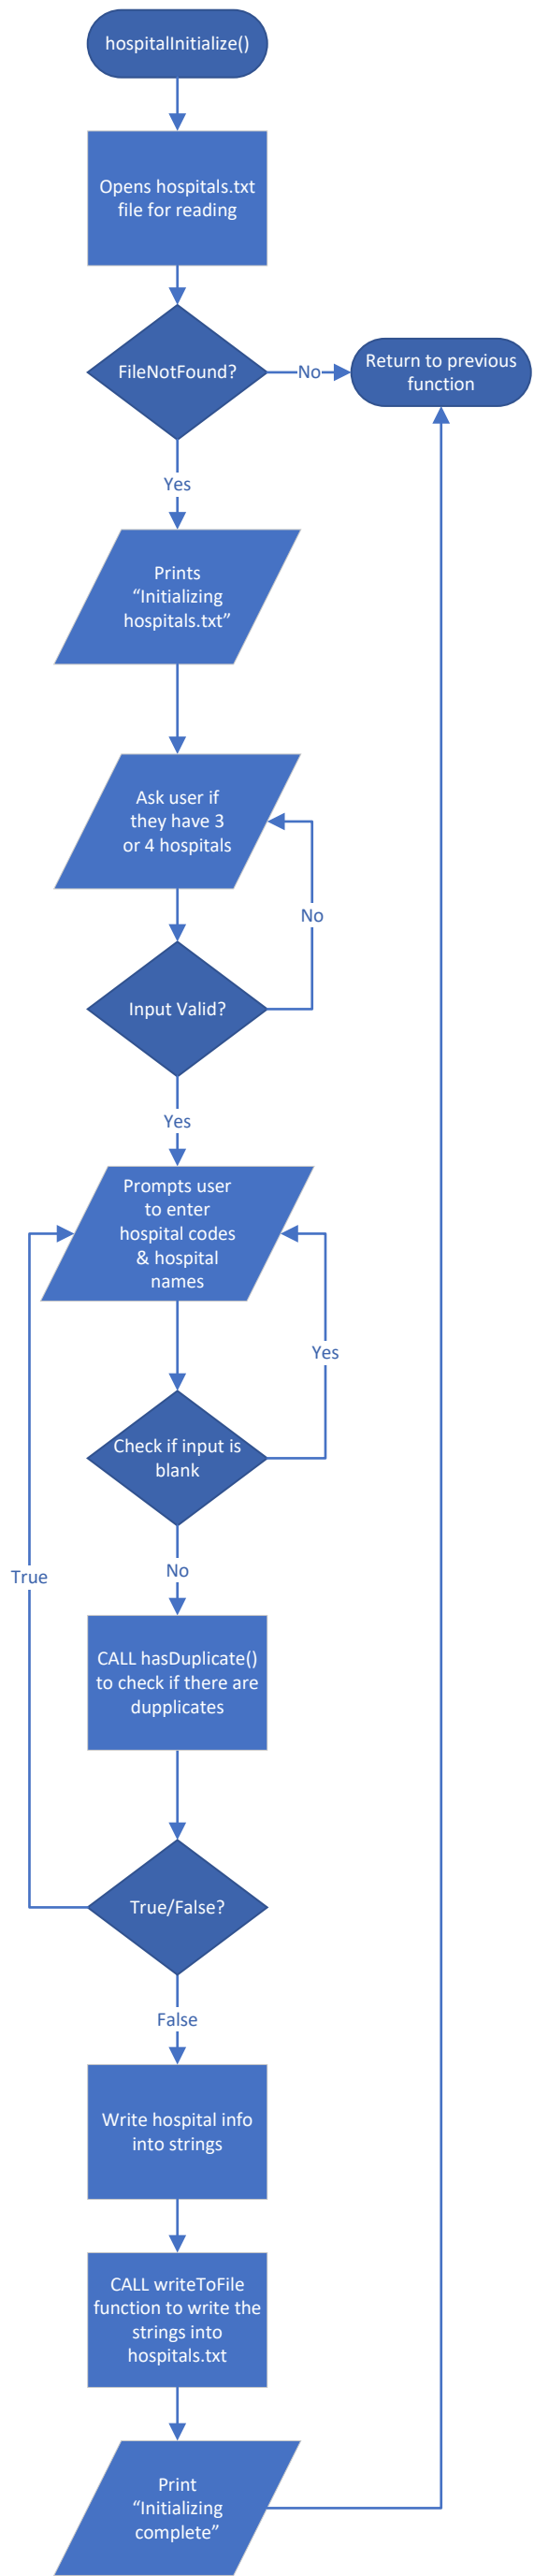 hospitalInitialize()
Opens hospitals.txt
file for reading
FileNotFound?
No
Return to previous
function
Yes
Prints
“Initializing
hospitals.txt”
Ask user if
they have 3
or 4 hospitals
No
Input Valid?
Yes
Prompts user
to enter
hospital codes
& hospital
names
Yes
Check if input is
blank
No
True
CALL hasDuplicate()
to check if there are
dupplicates
True/False?
False
Write hospital info
into strings
CALL writeToFile
function to write the
strings into
hospitals.txt
Print
“Initializing
complete”